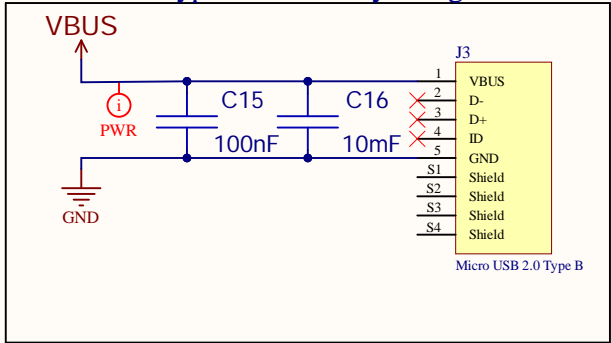 VBUS
J3
1 VBUS
2 D-
3 D+
4 ID
5 GND
S1 Shield
S2 Shield
S3 Shield
S4 Shield
Micro USB 2.0 Type B
i
PWR
C15
100nF
C16
10mF
GND